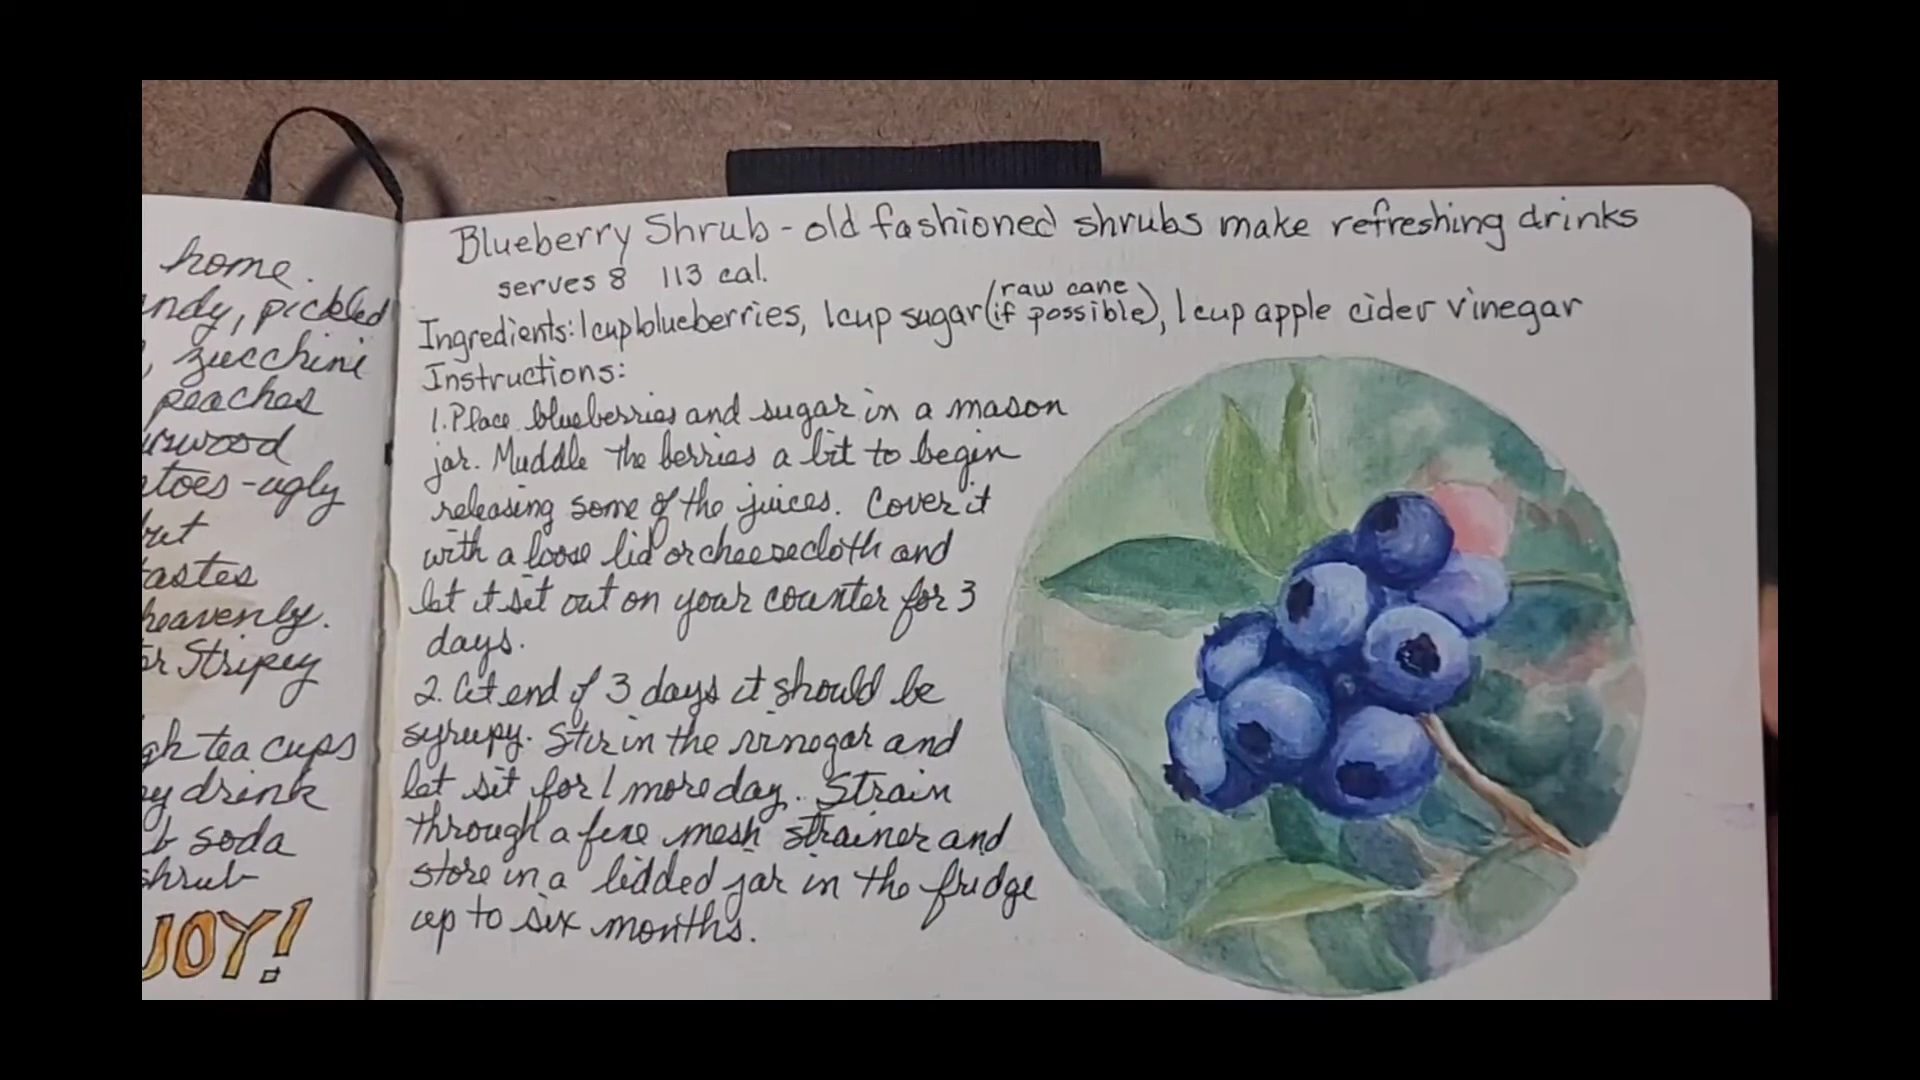 home.
ndy, pickled
, zucchini
peaches
urwood
toes - ugly
ret
tastes
heavenly.
or Stripey
gh tea cups
y drink
b soda
shrub
JOY!
Blueberry Shrub - old fashioned shrubs make refreshing drinks
serves 8 113 cal.
Ingredients: 1 cup blueberries, 1 cup sugar (raw cane if possible), 1 cup apple cider vinegar
Instructions:
1. Place blueberries and sugar in a mason
jar. Muddle the berries a bit to begin
releasing some of the juices. Cover it
with a loose lid or cheesecloth and
let it sit out on your counter for 3
days.
2. At end of 3 days it should be
syrupy. Stir in the vinegar and
let sit for 1 more day. Strain
through a fine mesh strainer and
store in a lidded jar in the fridge
up to six months.